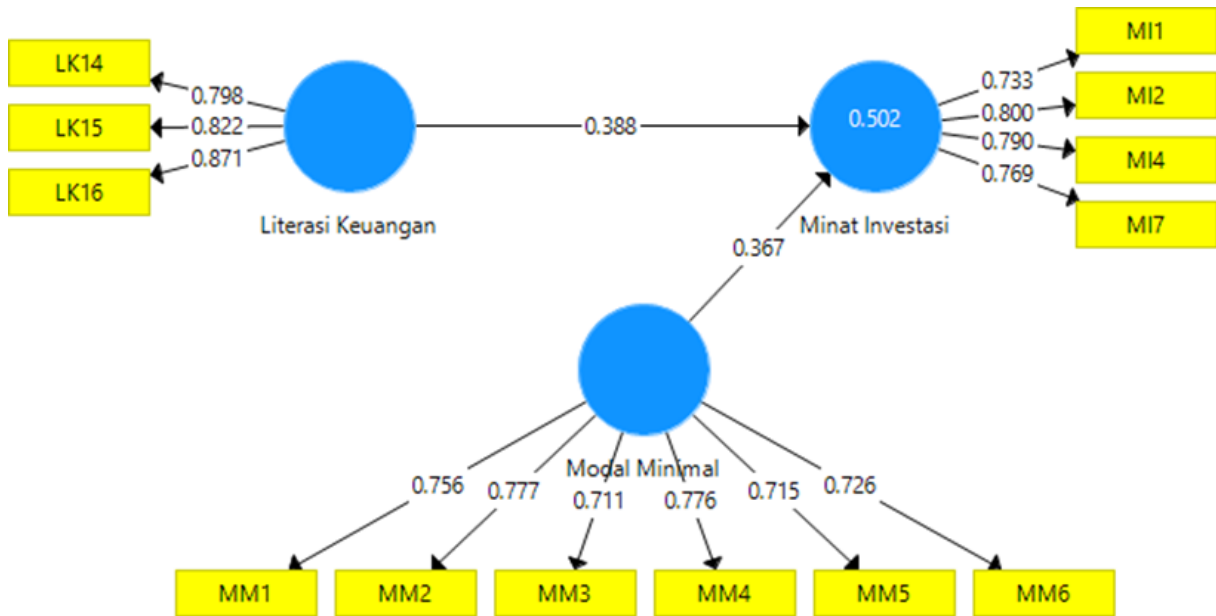 LK14
LK15
LK16
0.798
0.822
0.871
Literasi Keuangan
0.388
0.502
Minat Investasi
0.733
0.800
0.790
0.769
MI1
MI2
MI4
MI7
0.367
Modal Minimal
0.756
0.777
0.711
0.776
0.715
0.726
MM1
MM2
MM3
MM4
MM5
MM6